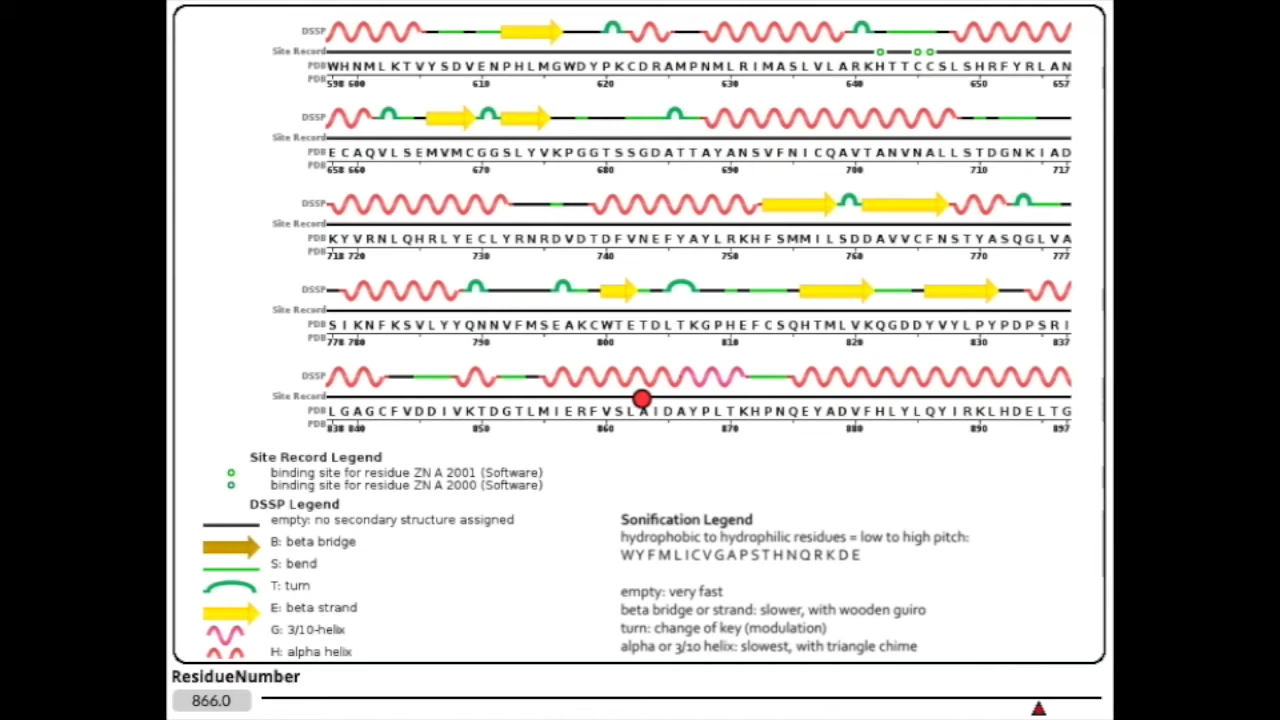 DSSP
Site Record
PDB WHNMLKTVYSDVENPHLMGWDYPKCDRAMPNMLRIMASLVLARKHTTCCSLSHRFYRLAN
PDB 598 600 610 620 630 640 650 657
DSSP
Site Record
PDB ECAQVLSEMVMCGGSLYVKPGGTSSGDATTAYANSVFNICQAVTANVNALLSTDGNKIAD
PDB 658 660 670 680 690 700 710 717
DSSP
Site Record
PDB KYVRNLQHRLYECLYRNRDVDTDFVNEFYAYLRKHFSMMILSDDAVVCFNSTYASQGLVA
PDB 718 720 730 740 750 760 770 777
DSSP
Site Record
PDB SIKNFKSVLYYQNNVFMSEAKCWTETDLTKGPHEFCSQHTMLVKQGDDYVYLPYPDPSRI
PDB 778 780 790 800 810 820 830 837
DSSP
Site Record
PDB LGAGCFVDDIVKTDGTLMIERFVSLAIDAYPLTKHPNQEYADVFHLYLQYIRKLHDELTG
PDB 838 840 850 860 870 880 890 897
Site Record Legend
binding site for residue ZN A 2001 (Software)
binding site for residue ZN A 2000 (Software)
DSSP Legend
empty: no secondary structure assigned
B: beta bridge
S: bend
T: turn
E: beta strand
G: 3/10-helix
H: alpha helix
Sonification Legend
hydrophobic to hydrophilic residues = low to high pitch:
W Y F M L I C V G A P S T H N Q R K D E
empty: very fast
beta bridge or strand: slower, with wooden guiro
turn: change of key (modulation)
alpha or 3/10 helix: slowest, with triangle chime
ResidueNumber
866.0